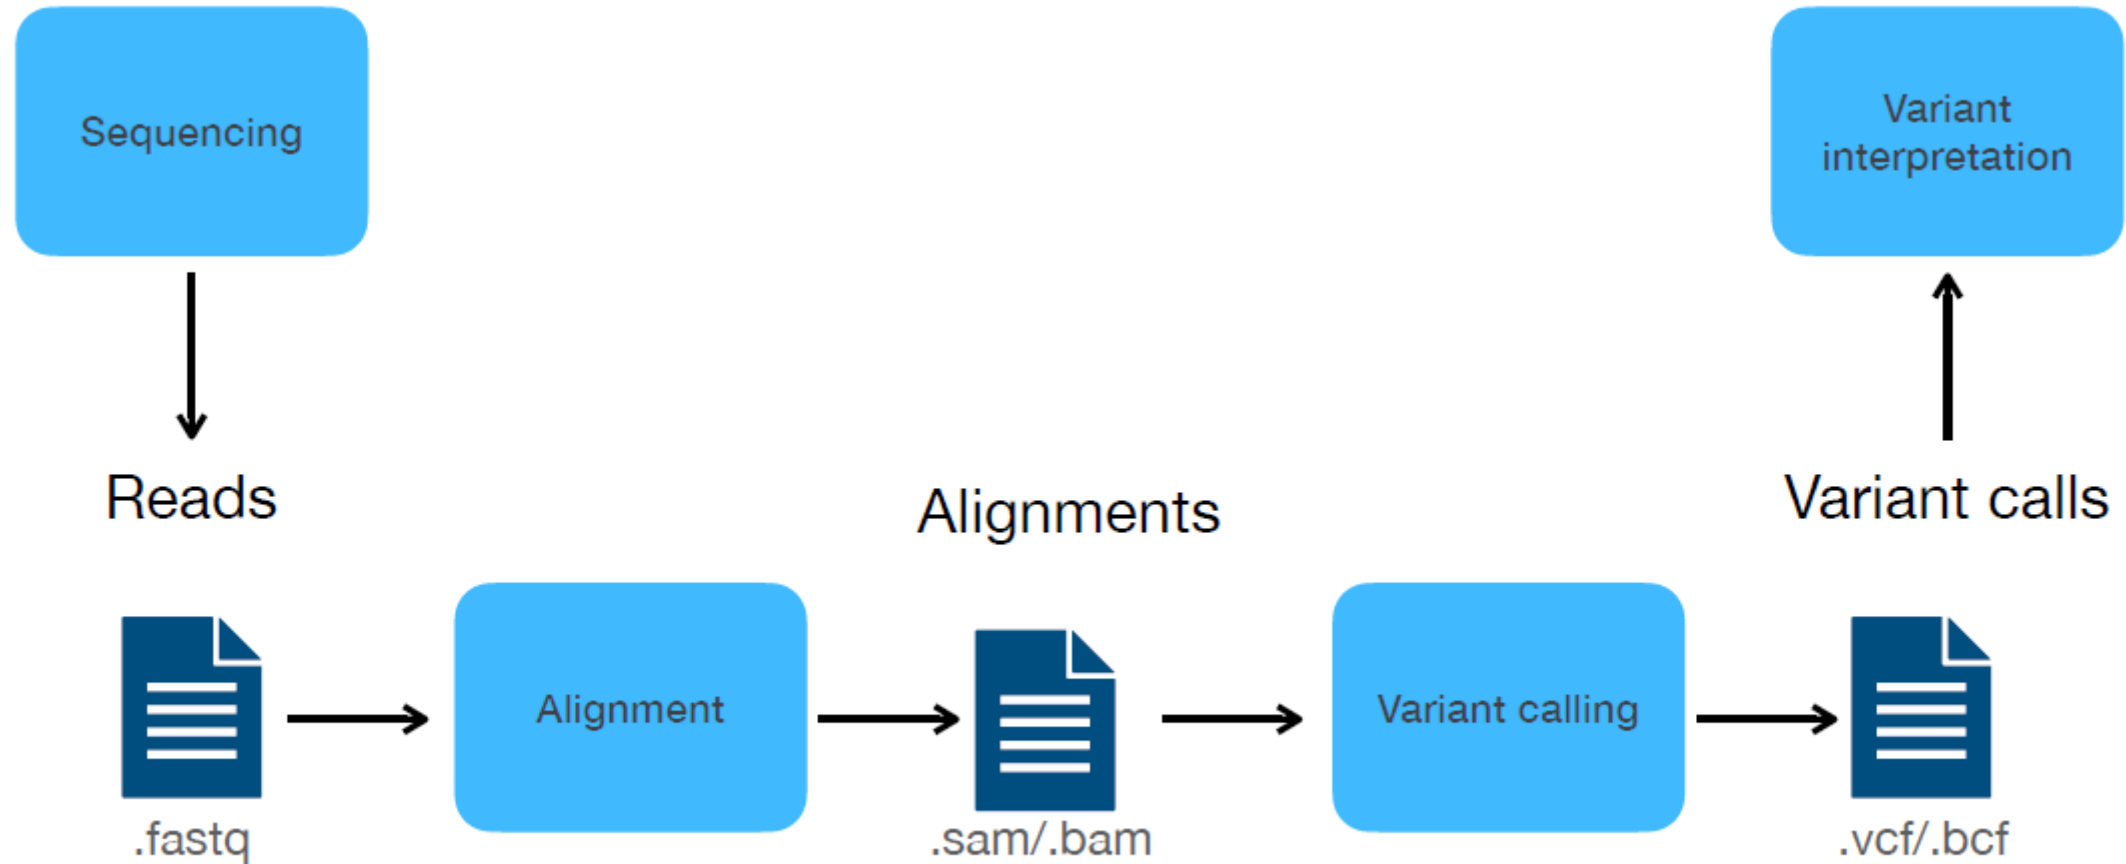 Sequencing
Variant
interpretation
Reads
Alignments
Variant calls
Alignment
Variant calling
.fastq
.sam/.bam
.vcf/.bcf